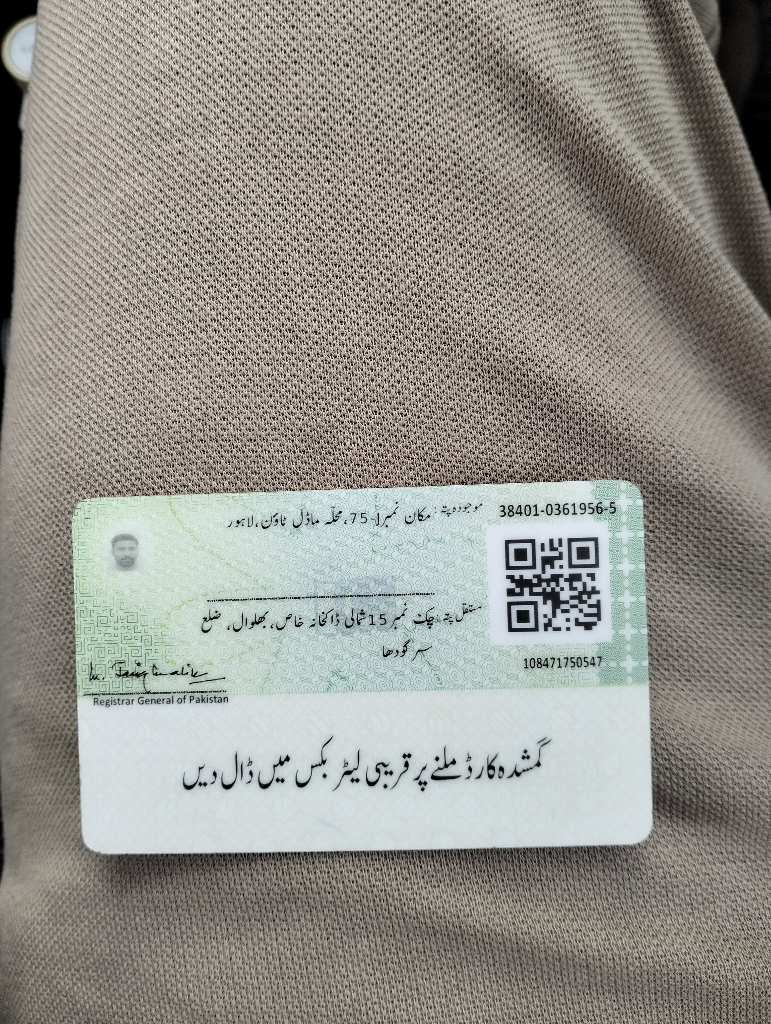 موجودہ پتہ: مکان نمبر 75-J، محلہ ماڈل ٹاؤن، لاہور
38401-0361956-5
مستقل پتہ: چک نمبر 15 شمالی ڈاکخانہ خاص، بھلوال، ضلع
سرگودھا
108471750547
Registrar General of Pakistan
گمشدہ کارڈ ملنے پر قریبی لیٹر بکس میں ڈال دیں